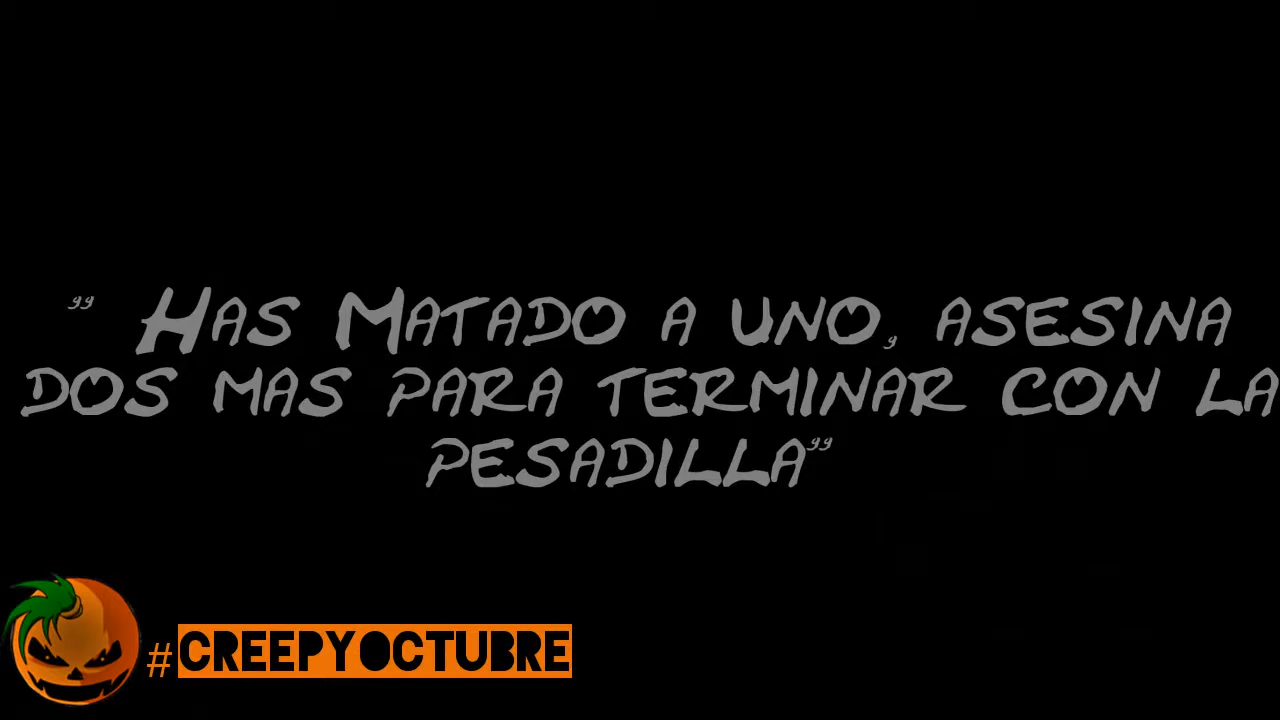 " Has Matado a uno, asesina
dos mas para terminar con la
pesadilla"
#CREEPYOCTUBRE